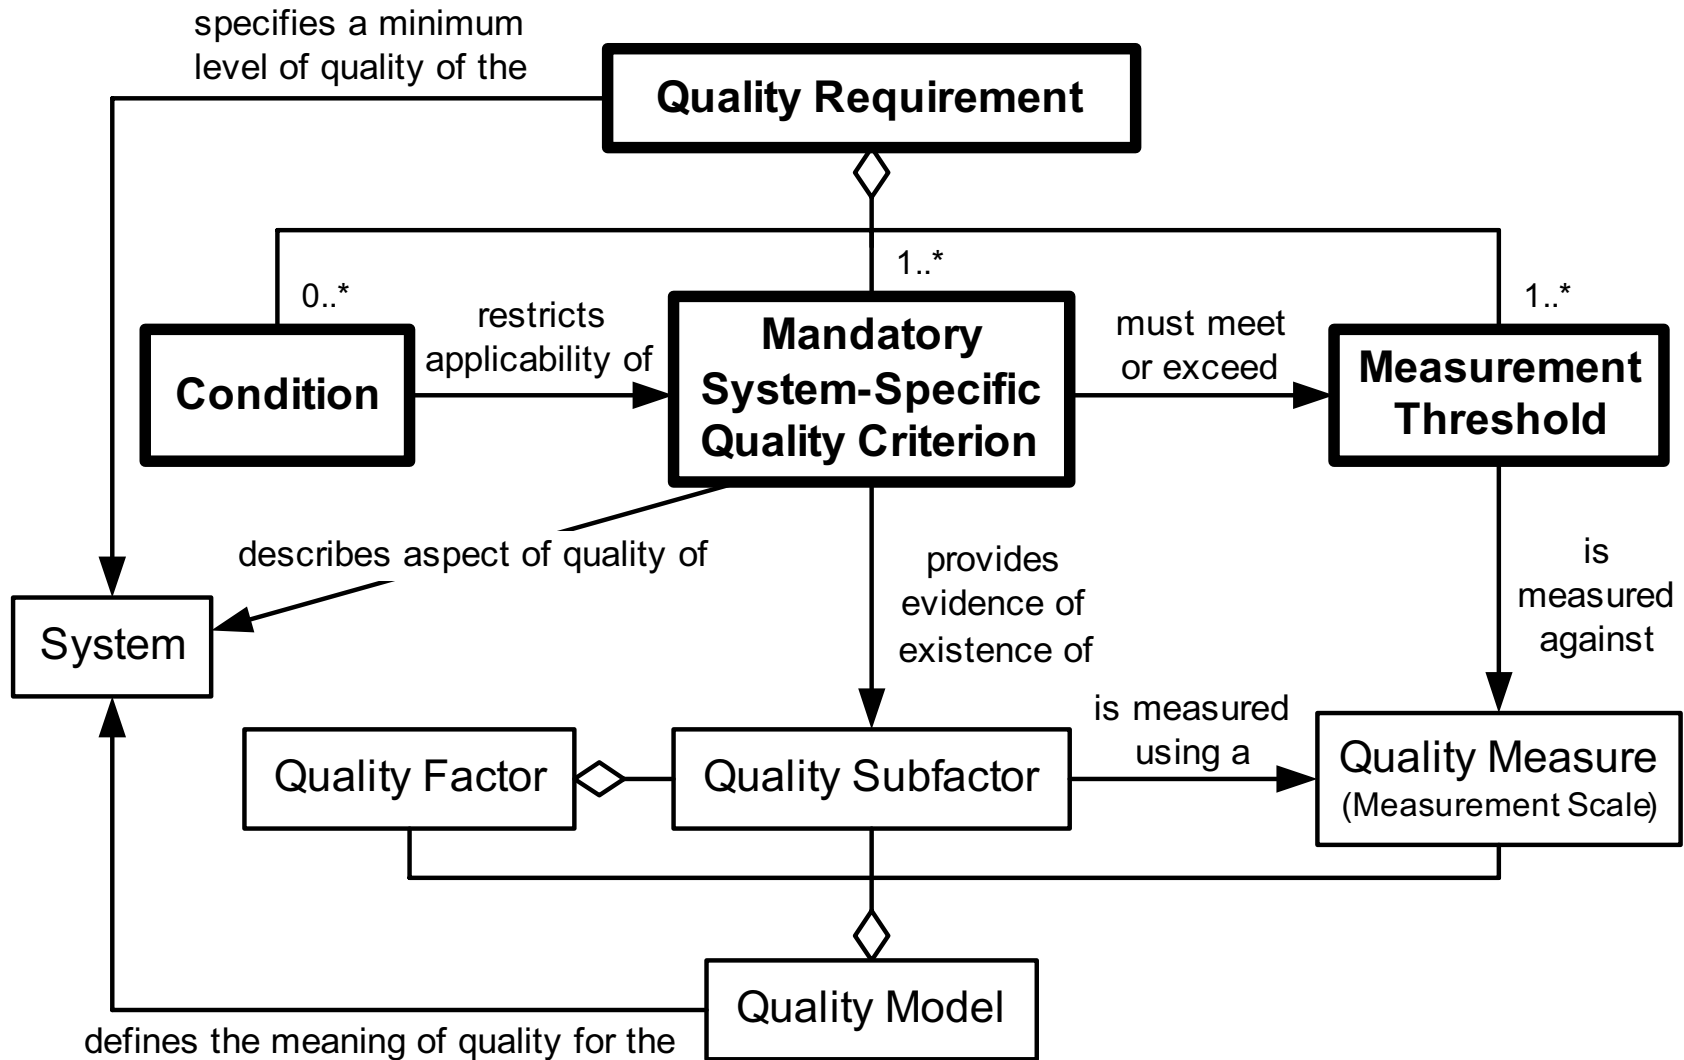 specifies a minimum
level of quality of the
Quality Requirement
1..*
0..*
1..*
restricts
applicability of
Mandatory
System-Specific
Quality Criterion
must meet
or exceed
Condition
Measurement
Threshold
describes aspect of quality of
provides
evidence of
existence of
is
measured
against
System
is measured
using a
Quality Factor
Quality Subfactor
Quality Measure
(Measurement Scale)
Quality Model
defines the meaning of quality for the